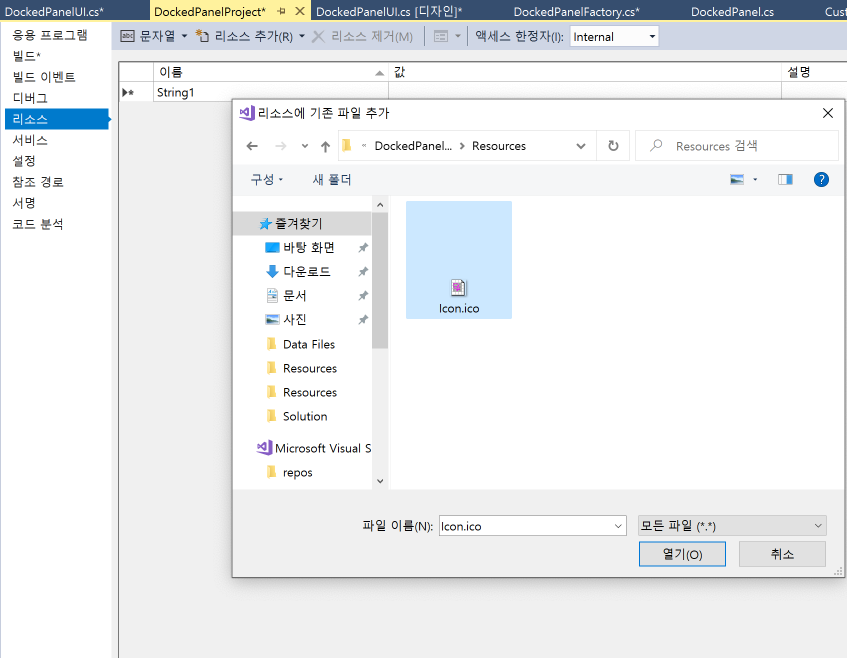 DockedPanelUI.cs* DockedPanelProject* DockedPanelUI.cs [디자인]* DockedPanelFactory.cs* DockedPanel.cs Cust
응용 프로그램
빌드*
빌드 이벤트
디버그
리소스
서비스
설정
참조 경로
서명
코드 분석
문자열 리소스 추가(R) 리소스 제거(M) 액세스 한정자(I): Internal
이름 값 설명
String1
리소스에 기존 파일 추가
« DockedPanel... > Resources Resources 검색
구성 새 폴더
즐겨찾기
바탕 화면
다운로드
문서
사진
Data Files
Resources
Resources
Solution
Microsoft Visual S
repos
Icon.ico
파일 이름(N): Icon.ico 모든 파일 (*.*)
열기(O) 취소